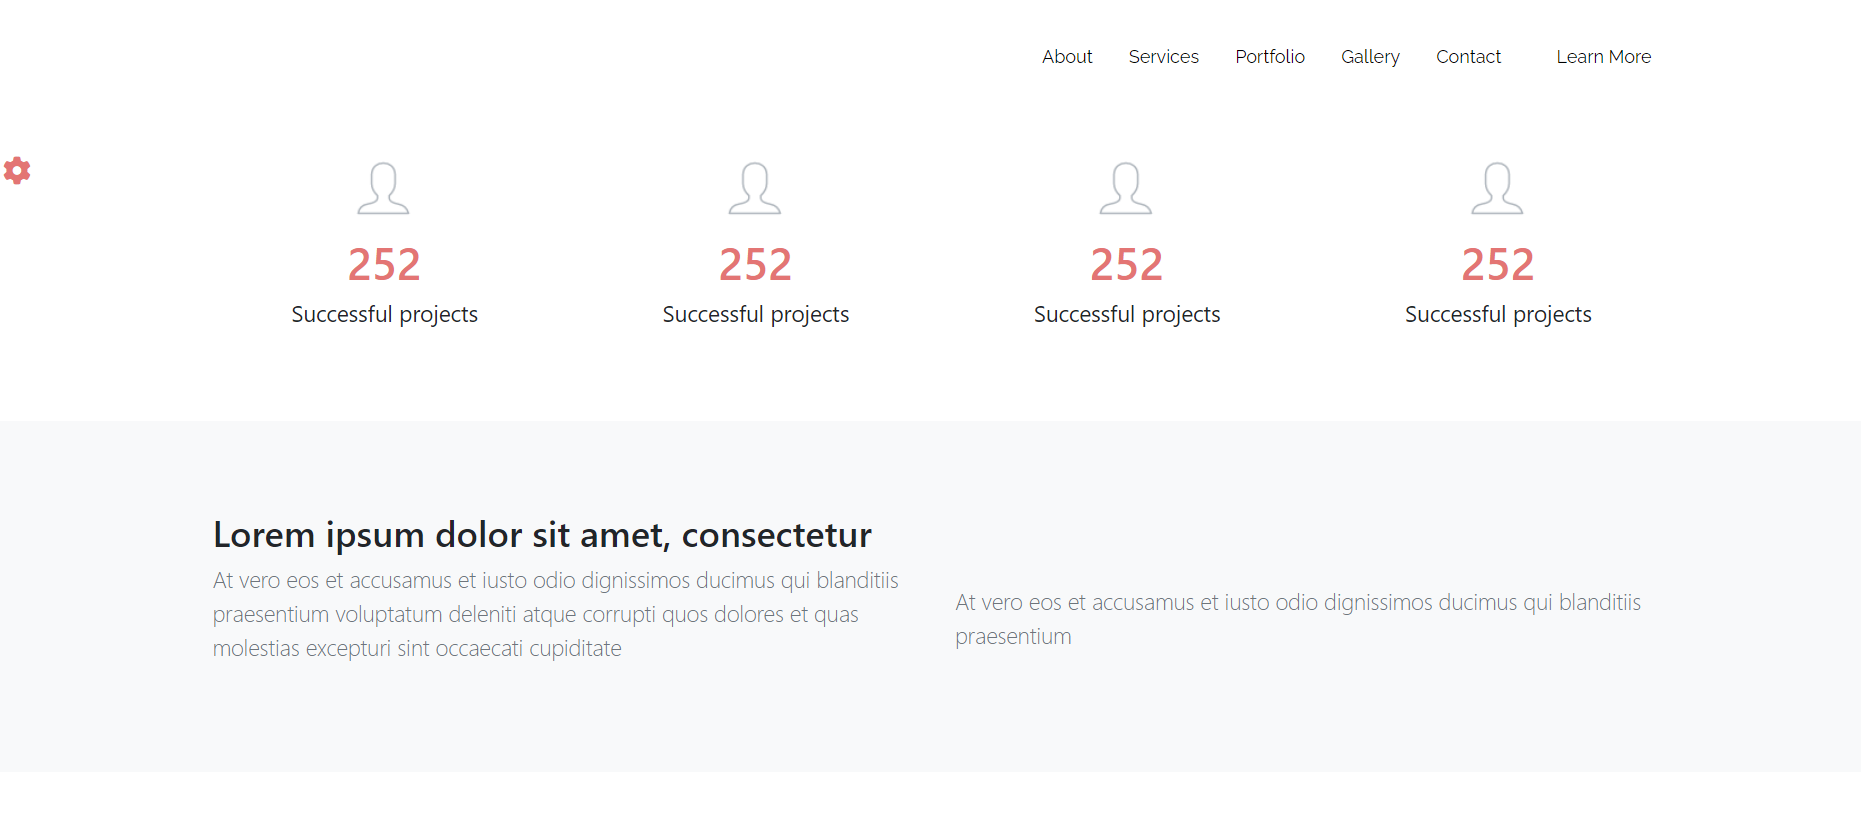 About Services Portfolio Gallery Contact Learn More
252 252 252 252
Successful projects Successful projects Successful projects Successful projects
Lorem ipsum dolor sit amet, consectetur
At vero eos et accusamus et iusto odio dignissimos ducimus qui blanditiis
praesentium voluptatum deleniti atque corrupti quos dolores et quas
molestias excepturi sint occaecati cupiditate
At vero eos et accusamus et iusto odio dignissimos ducimus qui blanditiis
praesentium